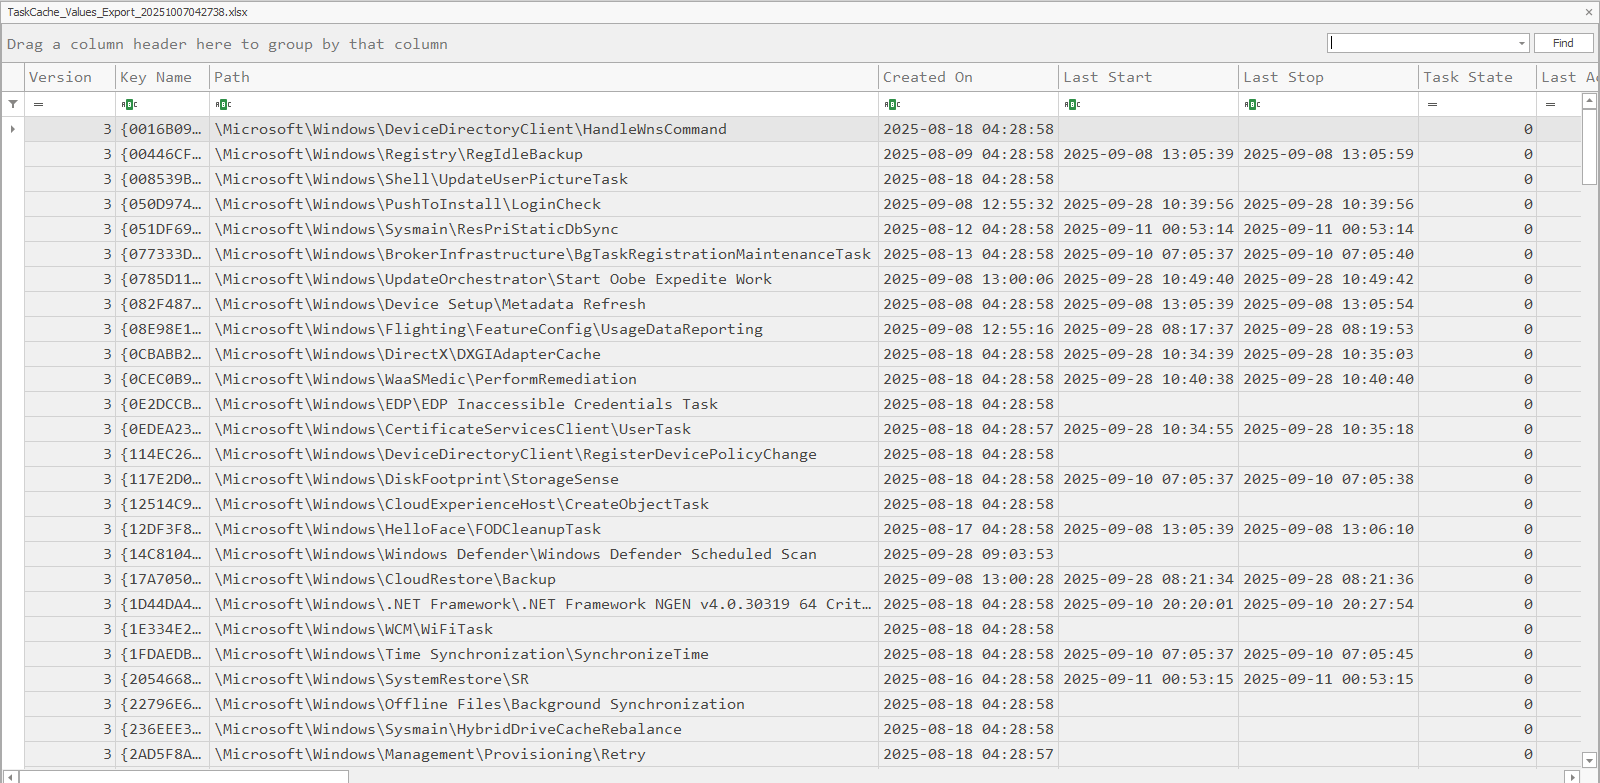 TaskCache_Values_Export_20251007042738.xlsx
Drag a column header here to group by that column Find
Version Key Name Path Created On Last Start Last Stop Task State Last Ac
= ABC ABC ABC ABC ABC = =
3 {0016B09… \Microsoft\Windows\DeviceDirectoryClient\HandleWnsCommand 2025-08-18 04:28:58 0
3 {00446CF… \Microsoft\Windows\Registry\RegIdleBackup 2025-08-09 04:28:58 2025-09-08 13:05:39 2025-09-08 13:05:59 0
3 {008539B… \Microsoft\Windows\Shell\UpdateUserPictureTask 2025-08-18 04:28:58 0
3 {050D974… \Microsoft\Windows\PushToInstall\LoginCheck 2025-09-08 12:55:32 2025-09-28 10:39:56 2025-09-28 10:39:56 0
3 {051DF69… \Microsoft\Windows\Sysmain\ResPriStaticDbSync 2025-08-12 04:28:58 2025-09-11 00:53:14 2025-09-11 00:53:14 0
3 {077333D… \Microsoft\Windows\BrokerInfrastructure\BgTaskRegistrationMaintenanceTask 2025-08-13 04:28:58 2025-09-10 07:05:37 2025-09-10 07:05:40 0
3 {0785D11… \Microsoft\Windows\UpdateOrchestrator\Start Oobe Expedite Work 2025-09-08 13:00:06 2025-09-28 10:49:40 2025-09-28 10:49:42 0
3 {082F487… \Microsoft\Windows\Device Setup\Metadata Refresh 2025-08-08 04:28:58 2025-09-08 13:05:39 2025-09-08 13:05:54 0
3 {08E98E1… \Microsoft\Windows\Flighting\FeatureConfig\UsageDataReporting 2025-09-08 12:55:16 2025-09-28 08:17:37 2025-09-28 08:19:53 0
3 {0CBABB2… \Microsoft\Windows\DirectX\DXGIAdapterCache 2025-08-18 04:28:58 2025-09-28 10:34:39 2025-09-28 10:35:03 0
3 {0CEC0B9… \Microsoft\Windows\WaaSMedic\PerformRemediation 2025-08-18 04:28:58 2025-09-28 10:40:38 2025-09-28 10:40:40 0
3 {0E2DCCB… \Microsoft\Windows\EDP\EDP Inaccessible Credentials Task 2025-08-18 04:28:58 0
3 {0EDEA23… \Microsoft\Windows\CertificateServicesClient\UserTask 2025-08-18 04:28:57 2025-09-28 10:34:55 2025-09-28 10:35:18 0
3 {114EC26… \Microsoft\Windows\DeviceDirectoryClient\RegisterDevicePolicyChange 2025-08-18 04:28:58 0
3 {117E2D0… \Microsoft\Windows\DiskFootprint\StorageSense 2025-08-18 04:28:58 2025-09-10 07:05:37 2025-09-10 07:05:38 0
3 {12514C9… \Microsoft\Windows\CloudExperienceHost\CreateObjectTask 2025-08-18 04:28:58 0
3 {12DF3F8… \Microsoft\Windows\HelloFace\FODCleanupTask 2025-08-17 04:28:58 2025-09-08 13:05:39 2025-09-08 13:06:10 0
3 {14C8104… \Microsoft\Windows\Windows Defender\Windows Defender Scheduled Scan 2025-09-28 09:03:53 0
3 {17A7050… \Microsoft\Windows\CloudRestore\Backup 2025-09-08 13:00:28 2025-09-28 08:21:34 2025-09-28 08:21:36 0
3 {1D44DA4… \Microsoft\Windows\.NET Framework\.NET Framework NGEN v4.0.30319 64 Crit… 2025-08-18 04:28:58 2025-09-10 20:20:01 2025-09-10 20:27:54 0
3 {1E334E2… \Microsoft\Windows\WCM\WiFiTask 2025-08-18 04:28:58 0
3 {1FDAEDB… \Microsoft\Windows\Time Synchronization\SynchronizeTime 2025-08-18 04:28:58 2025-09-10 07:05:37 2025-09-10 07:05:45 0
3 {2054668… \Microsoft\Windows\SystemRestore\SR 2025-08-16 04:28:58 2025-09-11 00:53:15 2025-09-11 00:53:15 0
3 {22796E6… \Microsoft\Windows\Offline Files\Background Synchronization 2025-08-18 04:28:58 0
3 {236EEE3… \Microsoft\Windows\Sysmain\HybridDriveCacheRebalance 2025-08-18 04:28:58 0
3 {2AD5F8A… \Microsoft\Windows\Management\Provisioning\Retry 2025-08-18 04:28:57 0